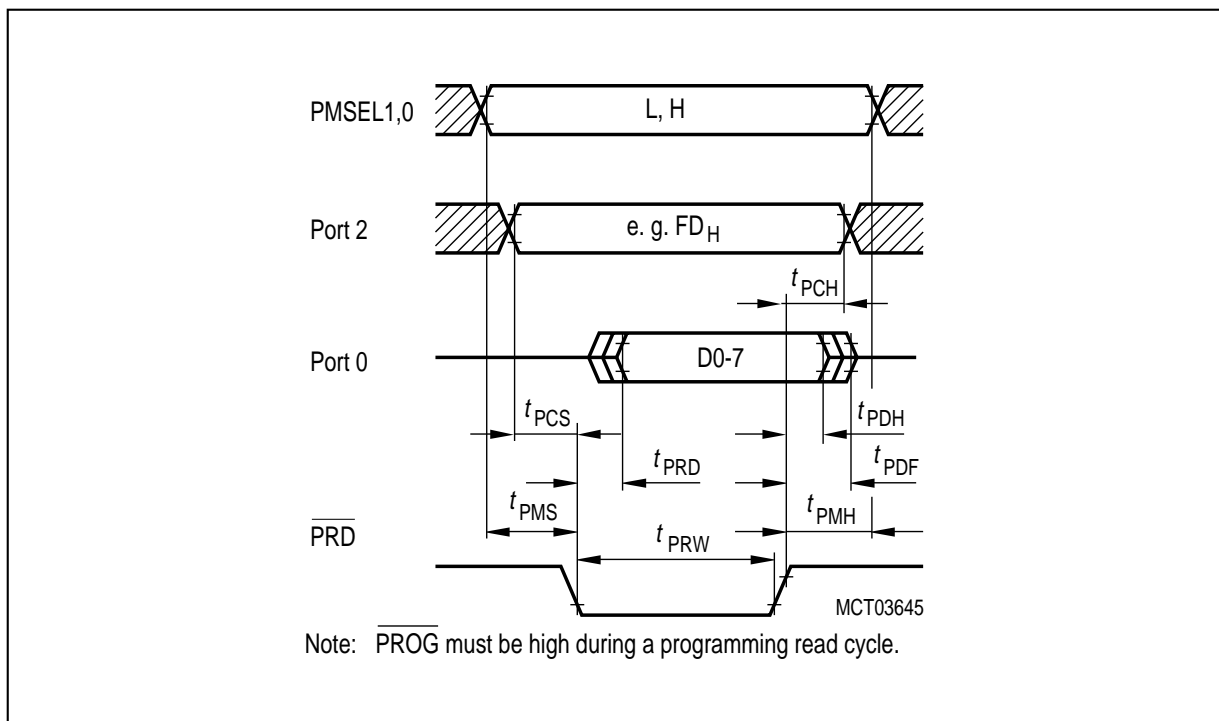 PMSEL1,0
L, H
Port 2
e. g. FDH
tPCH
Port 0
D0-7
tPCS
tPDH
tPRD
tPDF
tPMS
tPMH
PRD
tPRW
MCT03645
Note: PROG must be high during a programming read cycle.